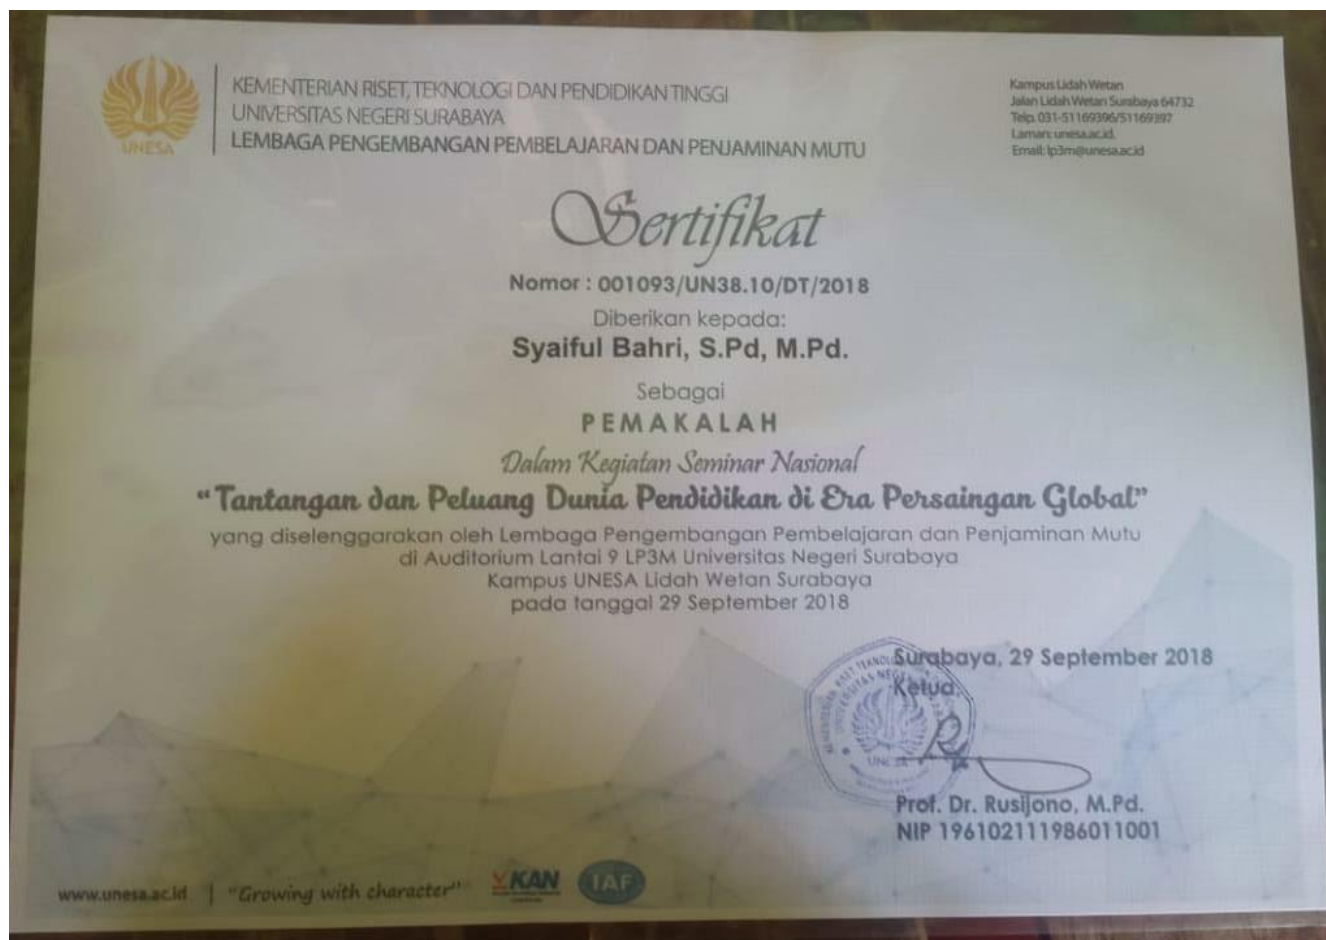 UNESA
KEMENTERIAN RISET, TEKNOLOGI DAN PENDIDIKAN TINGGI
UNIVERSITAS NEGERI SURABAYA
LEMBAGA PENGEMBANGAN PEMBELAJARAN DAN PENJAMINAN MUTU
Kampus Lidah Wetan
Jalan Lidah Wetan Surabaya 64732
Telp. 031-51169396/51169397
Laman: unesa.ac.id.
Email: lp3m@unesa.ac.id
Sertifikat
Nomor : 001093/UN38.10/DT/2018
Diberikan kepada:
Syaiful Bahri, S.Pd, M.Pd.
Sebagai
PEMAKALAH
Dalam Kegiatan Seminar Nasional
“Tantangan dan Peluang Dunia Pendidikan di Era Persaingan Global”
yang diselenggarakan oleh Lembaga Pengembangan Pembelajaran dan Penjaminan Mutu
di Auditorium Lantai 9 LP3M Universitas Negeri Surabaya
Kampus UNESA Lidah Wetan Surabaya
pada tanggal 29 September 2018
Surabaya, 29 September 2018
Ketua,
UNESA
Prof. Dr. Rusijono, M.Pd.
NIP 196102111986011001
www.unesa.ac.id | "Growing with character"
KAN
IAF